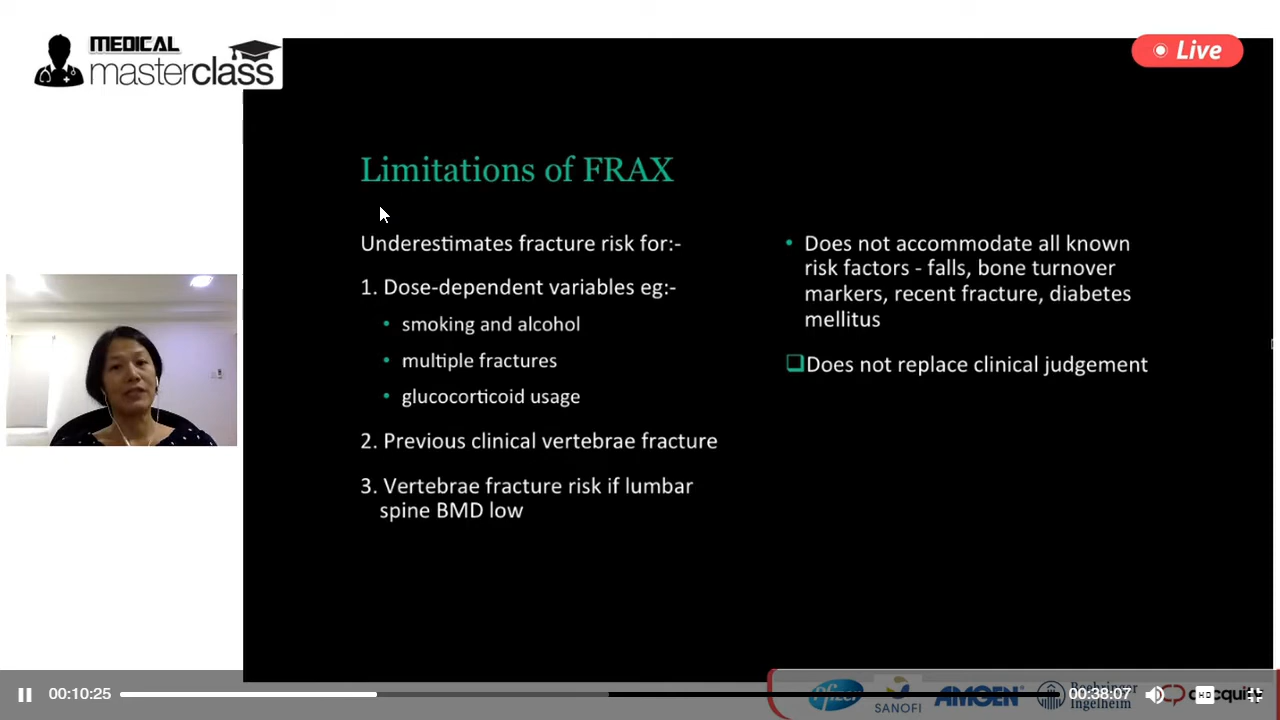 MEDICAL
masterclass
Live
Limitations of FRAX
Underestimates fracture risk for:-
1. Dose-dependent variables eg:-
• smoking and alcohol
• multiple fractures
• glucocorticoid usage
2. Previous clinical vertebrae fracture
3. Vertebrae fracture risk if lumbar
spine BMD low
• Does not accommodate all known
risk factors - falls, bone turnover
markers, recent fracture, diabetes
mellitus
❑Does not replace clinical judgement
00:10:25
Pfizer
SANOFI
AMGEN
Boehringer
Ingelheim
00:38:07
HD